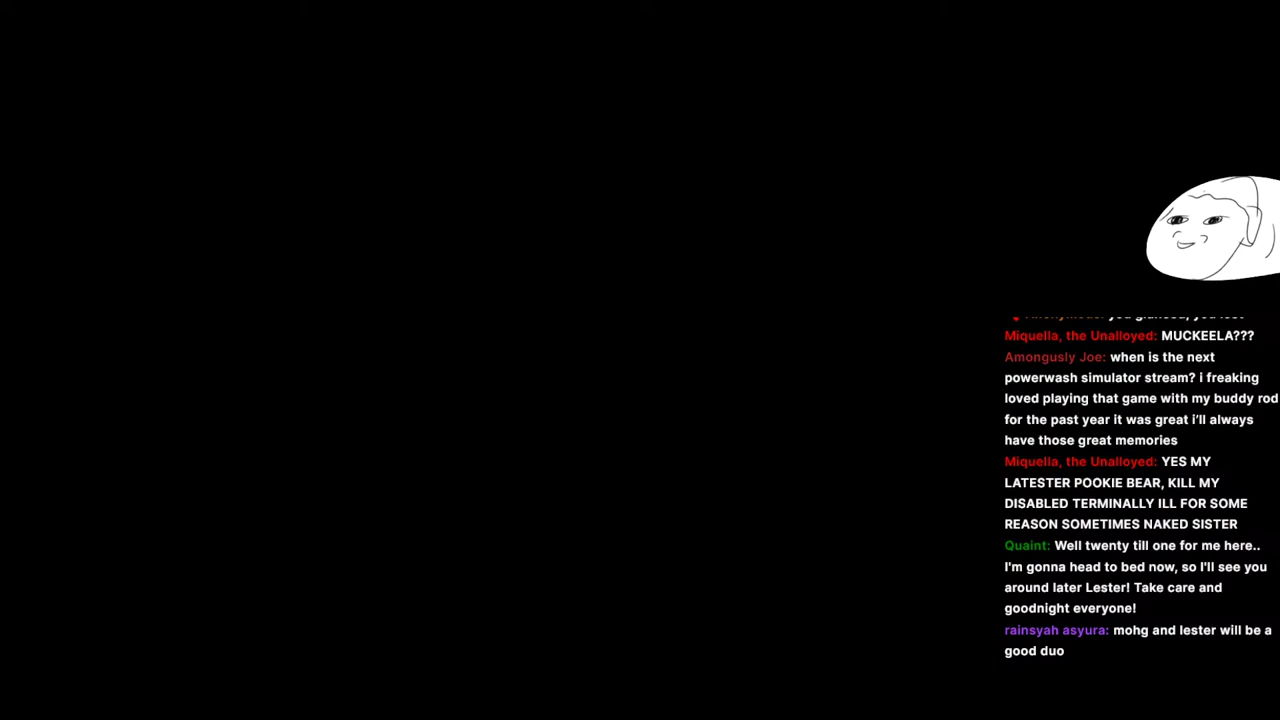 Miquella, the Unalloyed: MUCKEELA???
Amongusly Joe: when is the next
powerwash simulator stream? i freaking
loved playing that game with my buddy rod
for the past year it was great i'll always
have those great memories
Miquella, the Unalloyed: YES MY
LATESTER POOKIE BEAR, KILL MY
DISABLED TERMINALLY ILL FOR SOME
REASON SOMETIMES NAKED SISTER
Quaint: Well twenty till one for me here..
I'm gonna head to bed now, so I'll see you
around later Lester! Take care and
goodnight everyone!
rainsyah asyura: mohg and lester will be a
good duo